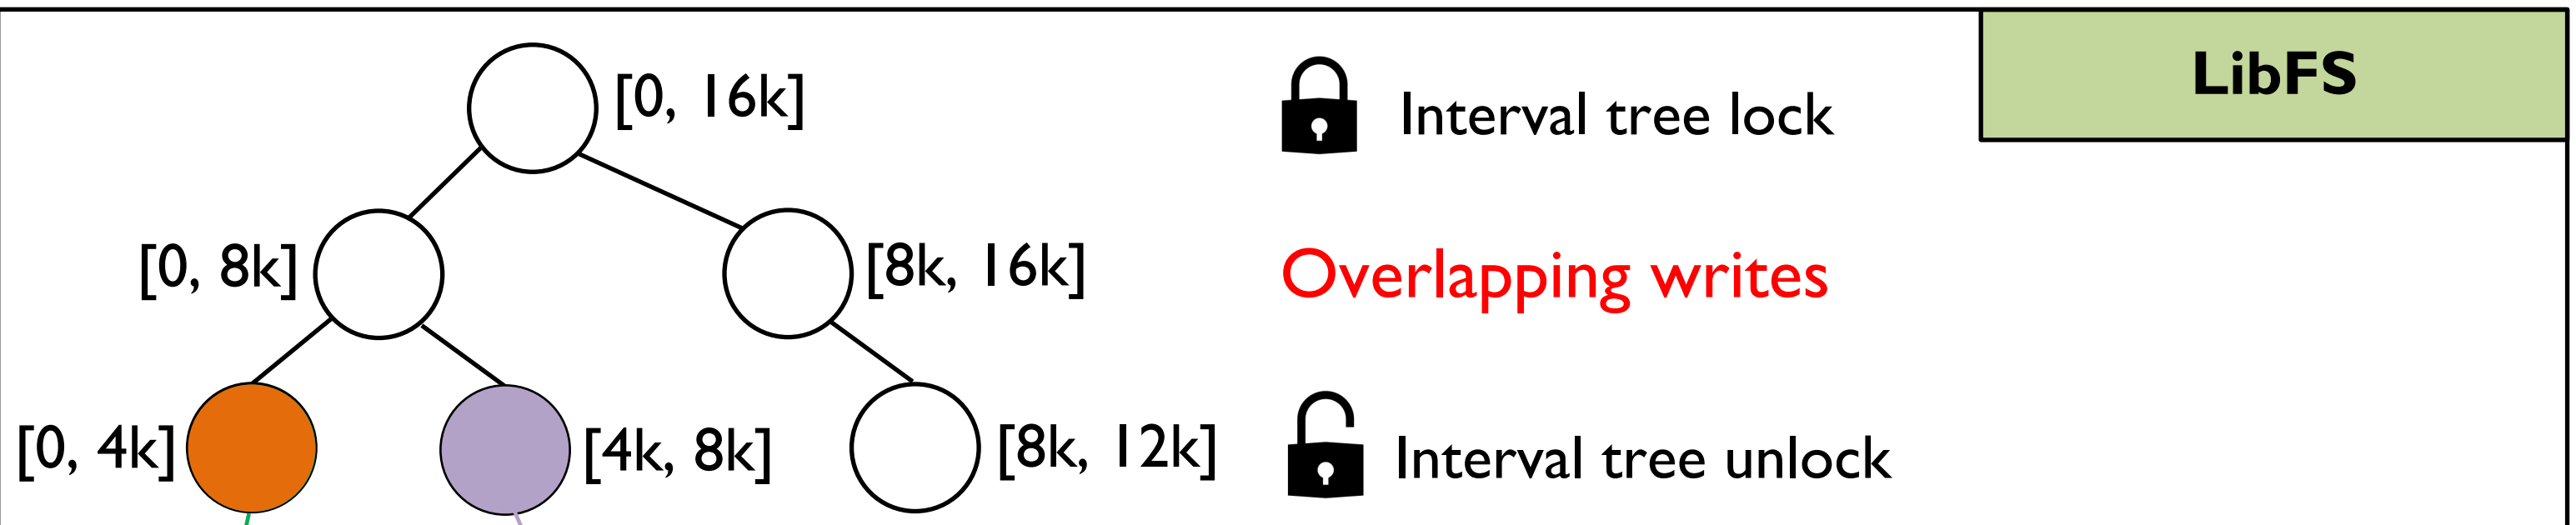 LibFS
[0, 16k]
Interval tree lock
[0, 8k]
[8k, 16k]
Overlapping writes
[0, 4k]
[4k, 8k]
[8k, 12k]
Interval tree unlock